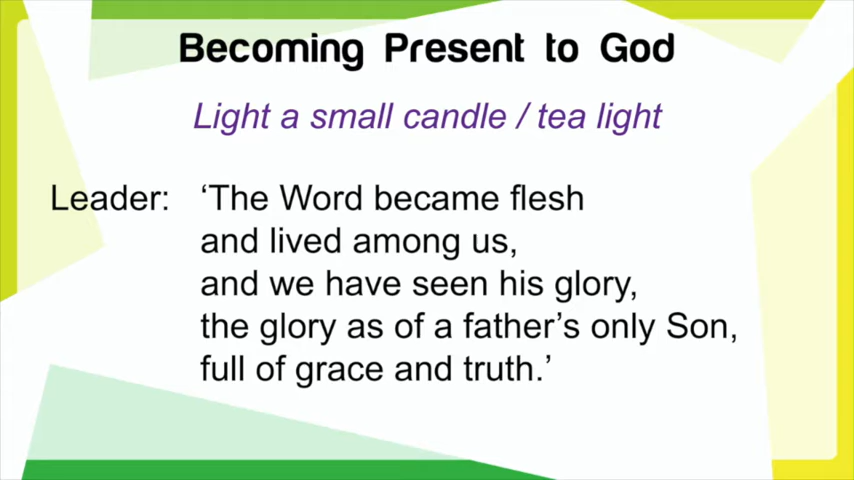 Becoming Present to God
Light a small candle / tea light
Leader: ‘The Word became flesh
and lived among us,
and we have seen his glory,
the glory as of a father’s only Son,
full of grace and truth.’